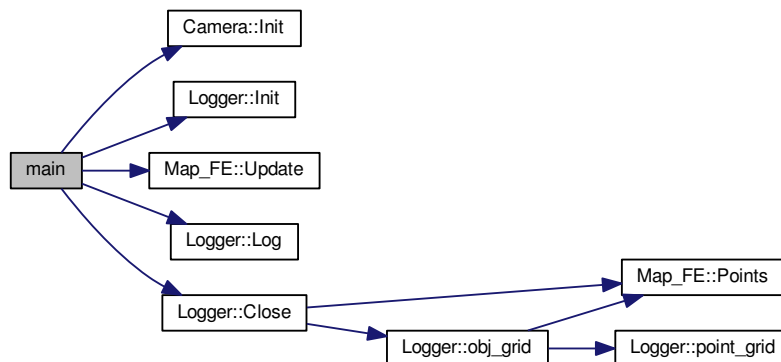 Camera::Init
Logger::Init
main
Map_FE::Update
Logger::Log
Map_FE::Points
Logger::Close
Logger::obj_grid
Logger::point_grid